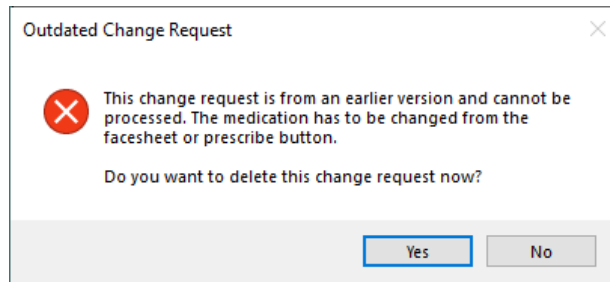 Outdated Change Request
This change request is from an earlier version and cannot be
processed. The medication has to be changed from the
facesheet or prescribe button.
Do you want to delete this change request now?
Yes
No